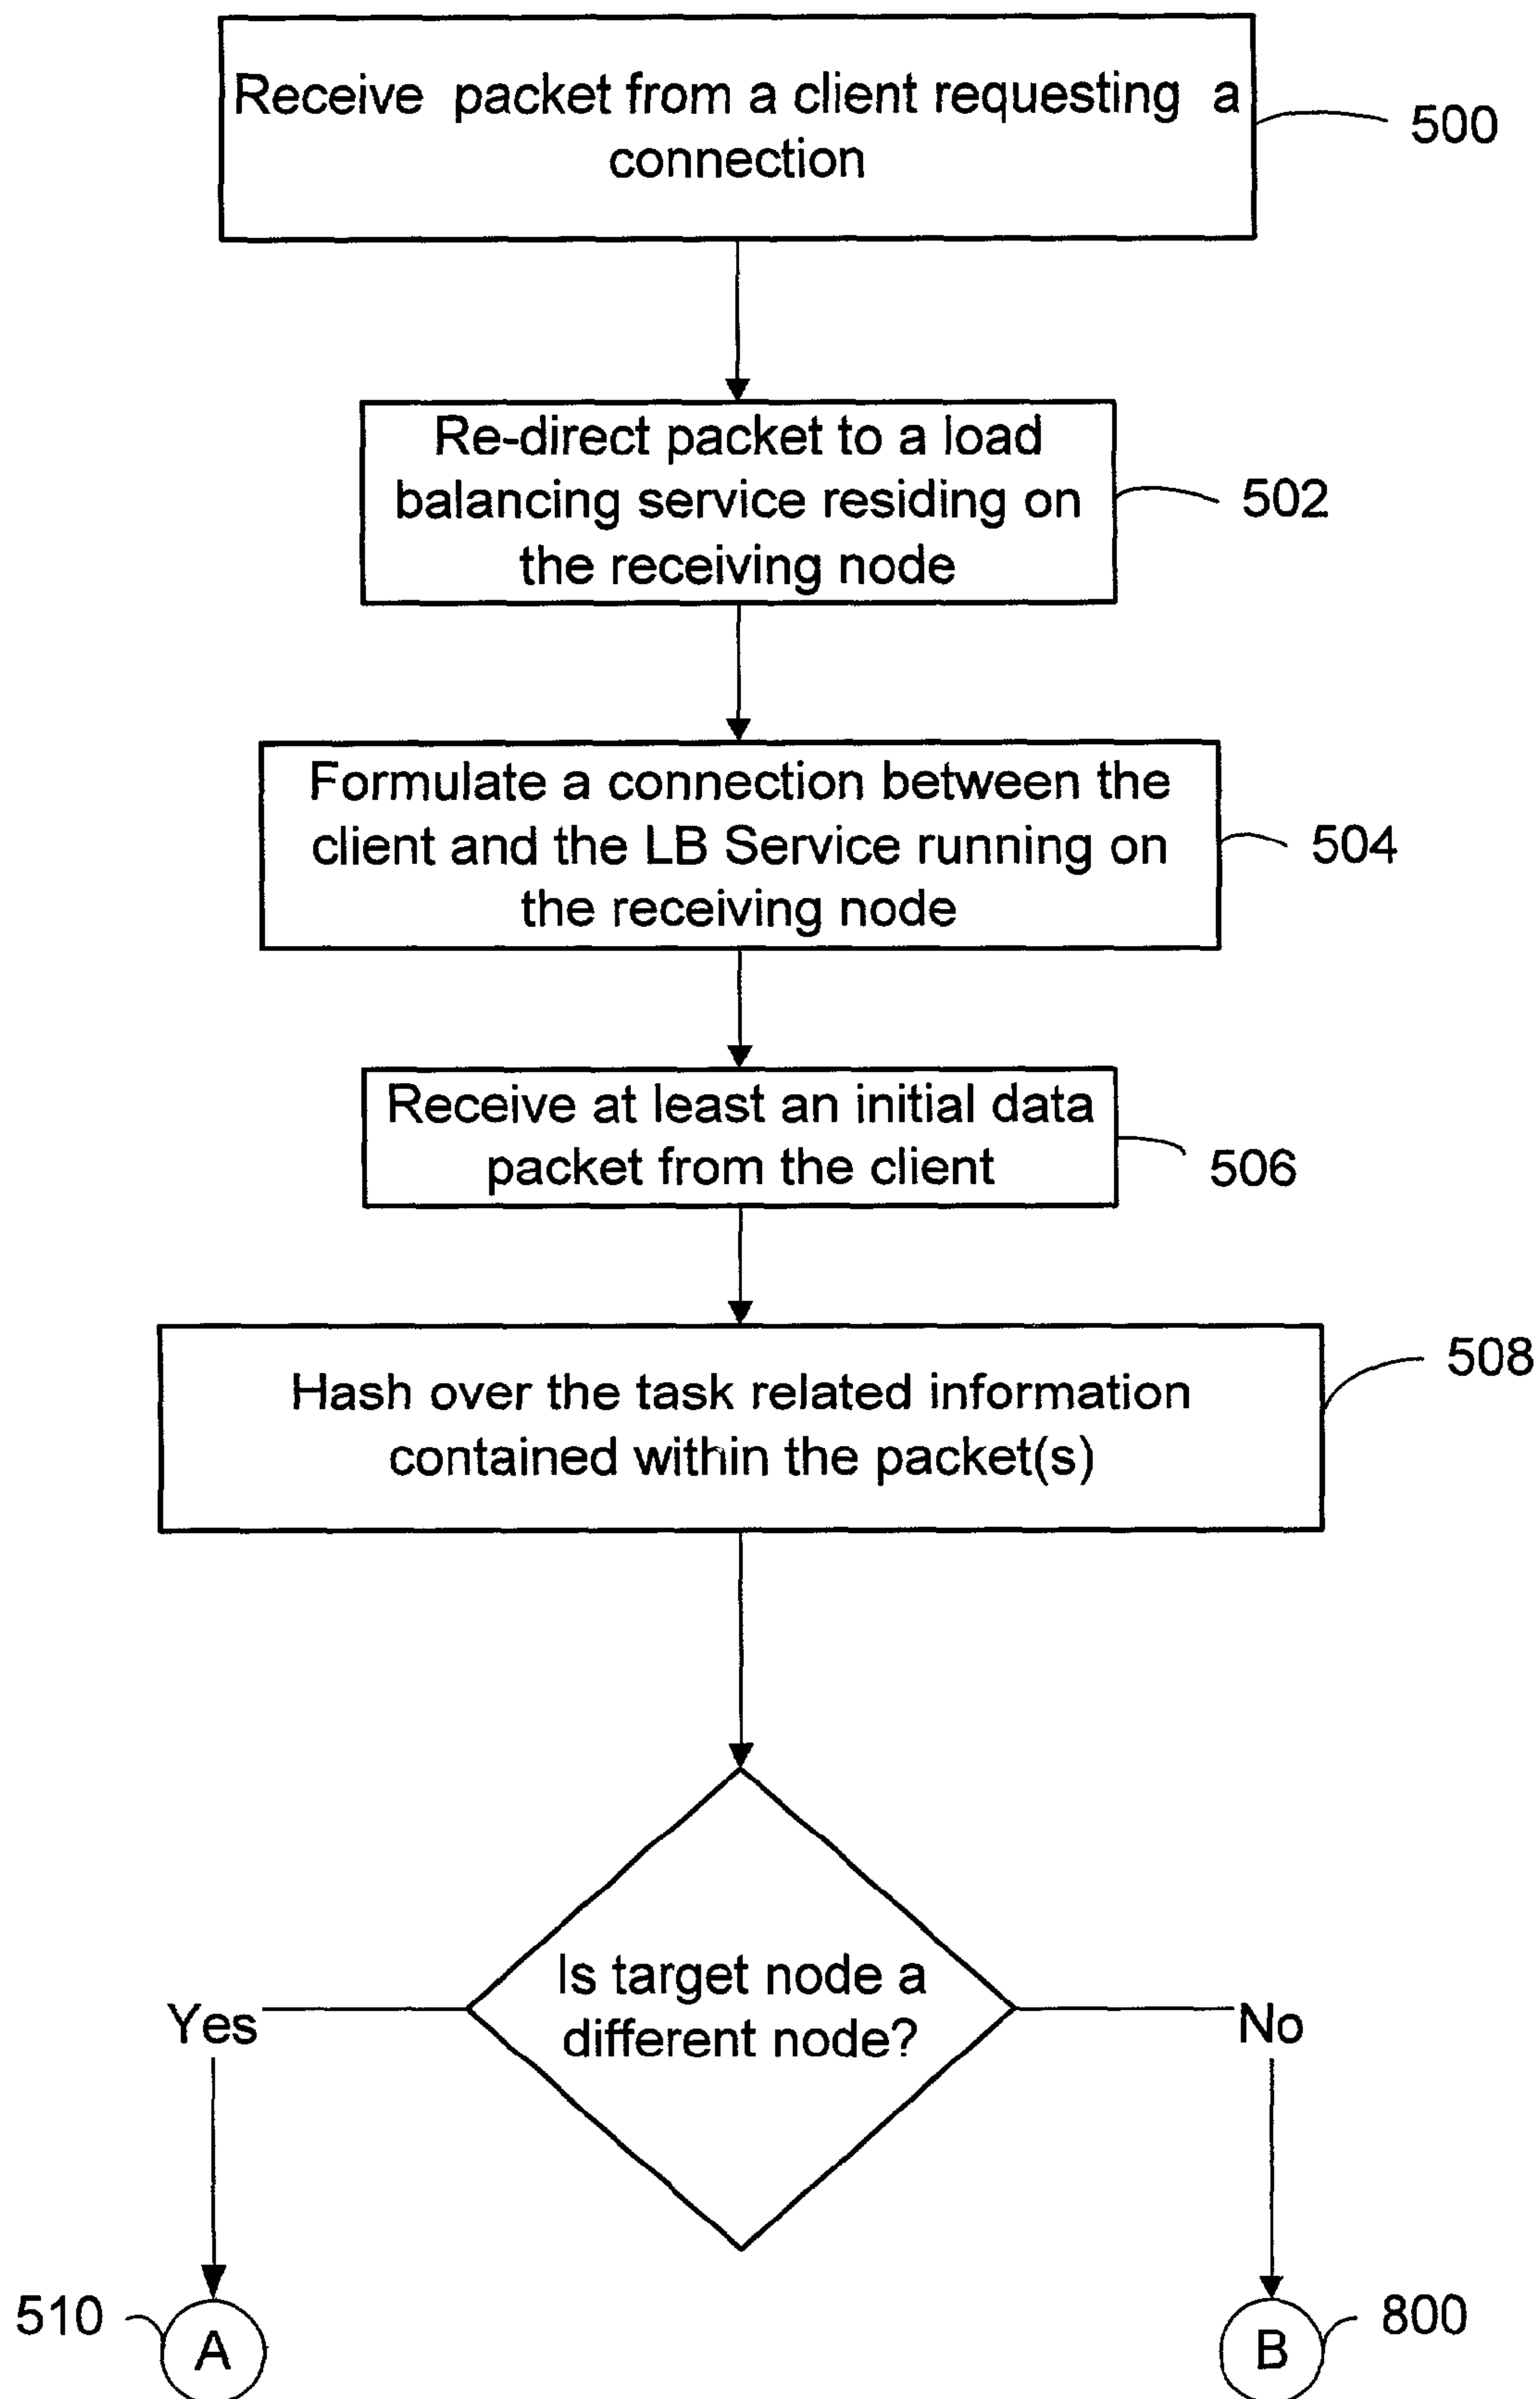 Receive packet from a client requesting a
connection
500
Re-direct packet to a load
balancing service residing on
the receiving node
502
Formulate a connection between the
client and the LB Service running on
the receiving node
504
Receive at least an initial data
packet from the client
506
Hash over the task related information
contained within the packet(s)
508
Is target node a
different node?
Yes
No
510
A
B
800